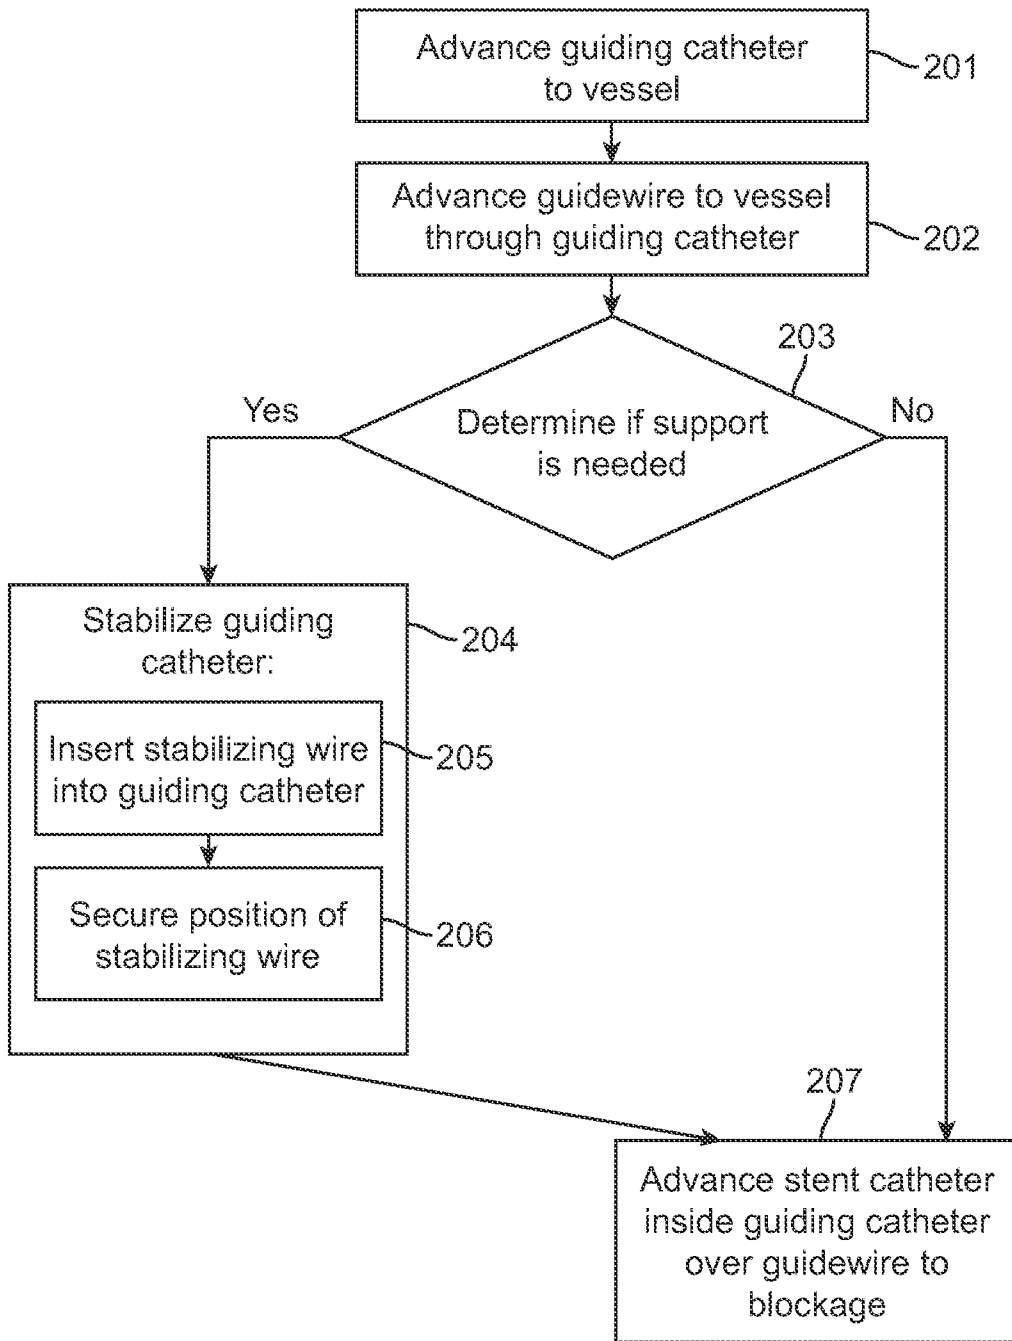 Advance guiding catheter
to vessel
201
Advance guidewire to vessel
through guiding catheter
202
203
Yes
No
Determine if support
is needed
Stabilize guiding
catheter:
204
Insert stabilizing wire
into guiding catheter
205
Secure position of
stabilizing wire
206
207
Advance stent catheter
inside guiding catheter
over guidewire to
blockage